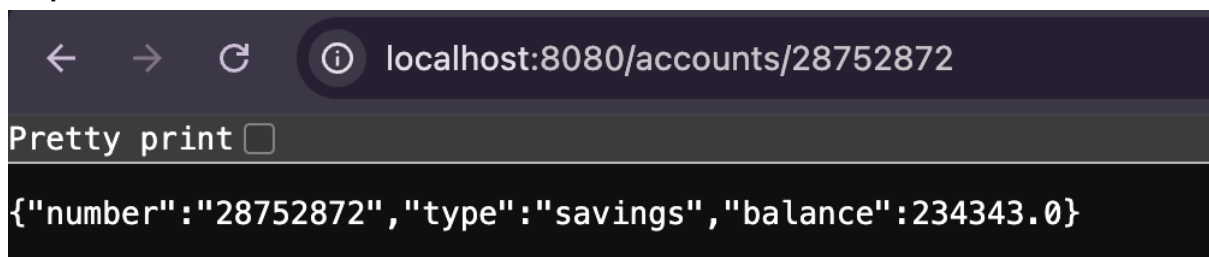 localhost:8080/accounts/28752872
Pretty print
{"number":"28752872","type":"savings","balance":234343.0}